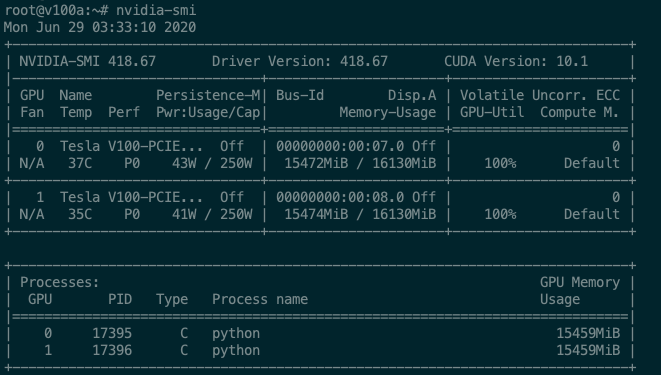 root@v100a:~# nvidia-smi
Mon Jun 29 03:33:10 2020
+-----------------------------------------------------------------------------+
| NVIDIA-SMI 418.67       Driver Version: 418.67       CUDA Version: 10.1     |
|-------------------------------+----------------------+----------------------+
| GPU  Name        Persistence-M| Bus-Id        Disp.A | Volatile Uncorr. ECC |
| Fan  Temp  Perf  Pwr:Usage/Cap|         Memory-Usage | GPU-Util  Compute M. |
|===============================+======================+======================|
|   0  Tesla V100-PCIE...  Off  | 00000000:00:07.0 Off |                    0 |
| N/A   37C    P0    43W / 250W |  15472MiB / 16130MiB |    100%      Default |
+-------------------------------+----------------------+----------------------+
|   1  Tesla V100-PCIE...  Off  | 00000000:00:08.0 Off |                    0 |
| N/A   35C    P0    41W / 250W |  15474MiB / 16130MiB |    100%      Default |
+-------------------------------+----------------------+----------------------+

+-----------------------------------------------------------------------------+
| Processes:                                                       GPU Memory |
|  GPU       PID   Type   Process name                             Usage      |
|=============================================================================|
|    0     17395      C   python                                     15459MiB |
|    1     17396      C   python                                     15459MiB |
+-----------------------------------------------------------------------------+